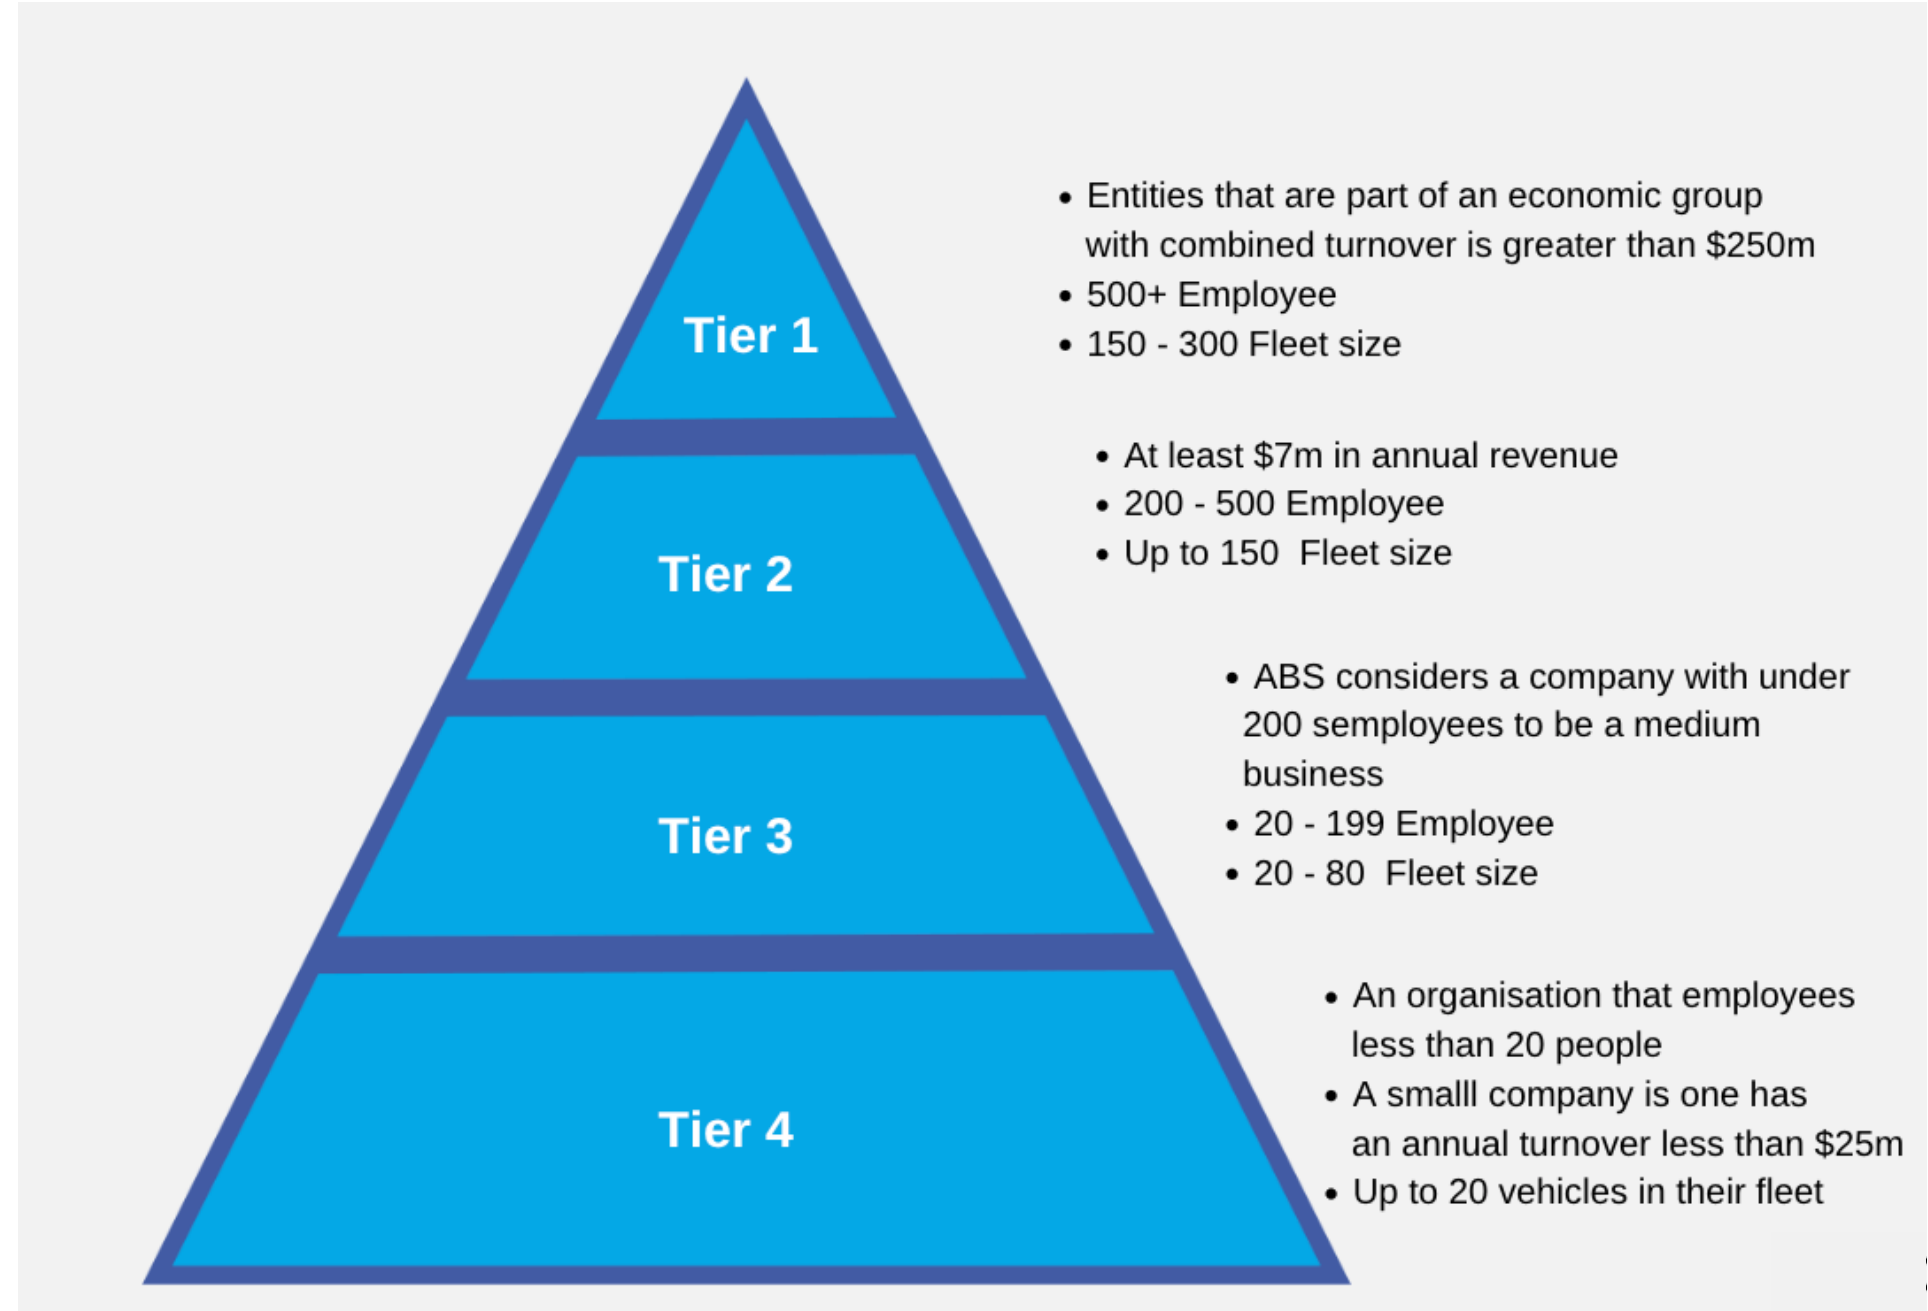 Tier 1
• Entities that are part of an economic group
with combined turnover is greater than $250m
• 500+ Employee
• 150 - 300 Fleet size
Tier 2
• At least $7m in annual revenue
• 200 - 500 Employee
• Up to 150  Fleet size
Tier 3
• ABS considers a company with under
200 semployees to be a medium
business
• 20 - 199 Employee
• 20 - 80  Fleet size
Tier 4
• An organisation that employees
less than 20 people
• A smalll company is one has
an annual turnover less than $25m
• Up to 20 vehicles in their fleet